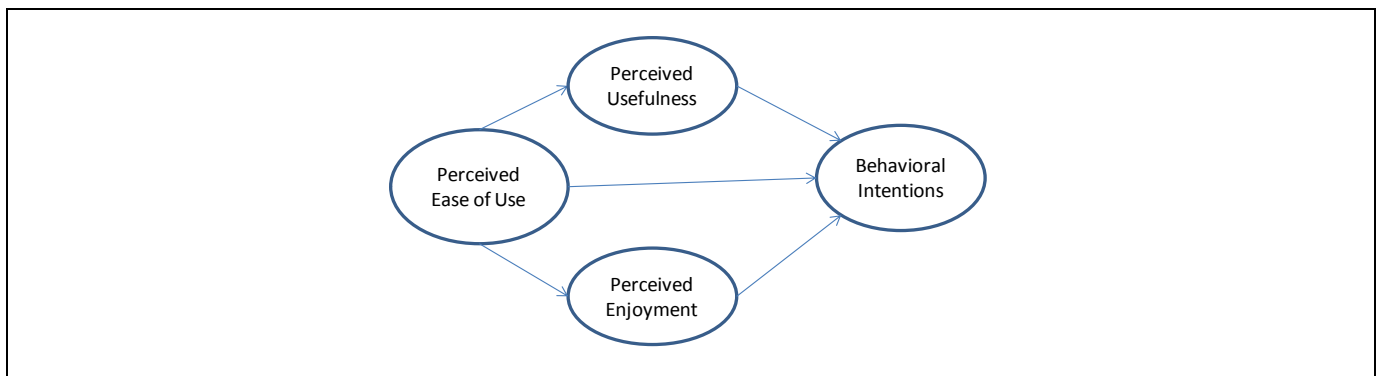 Perceived
Usefulness
Perceived
Ease of Use
Behavioral
Intentions
Perceived
Enjoyment